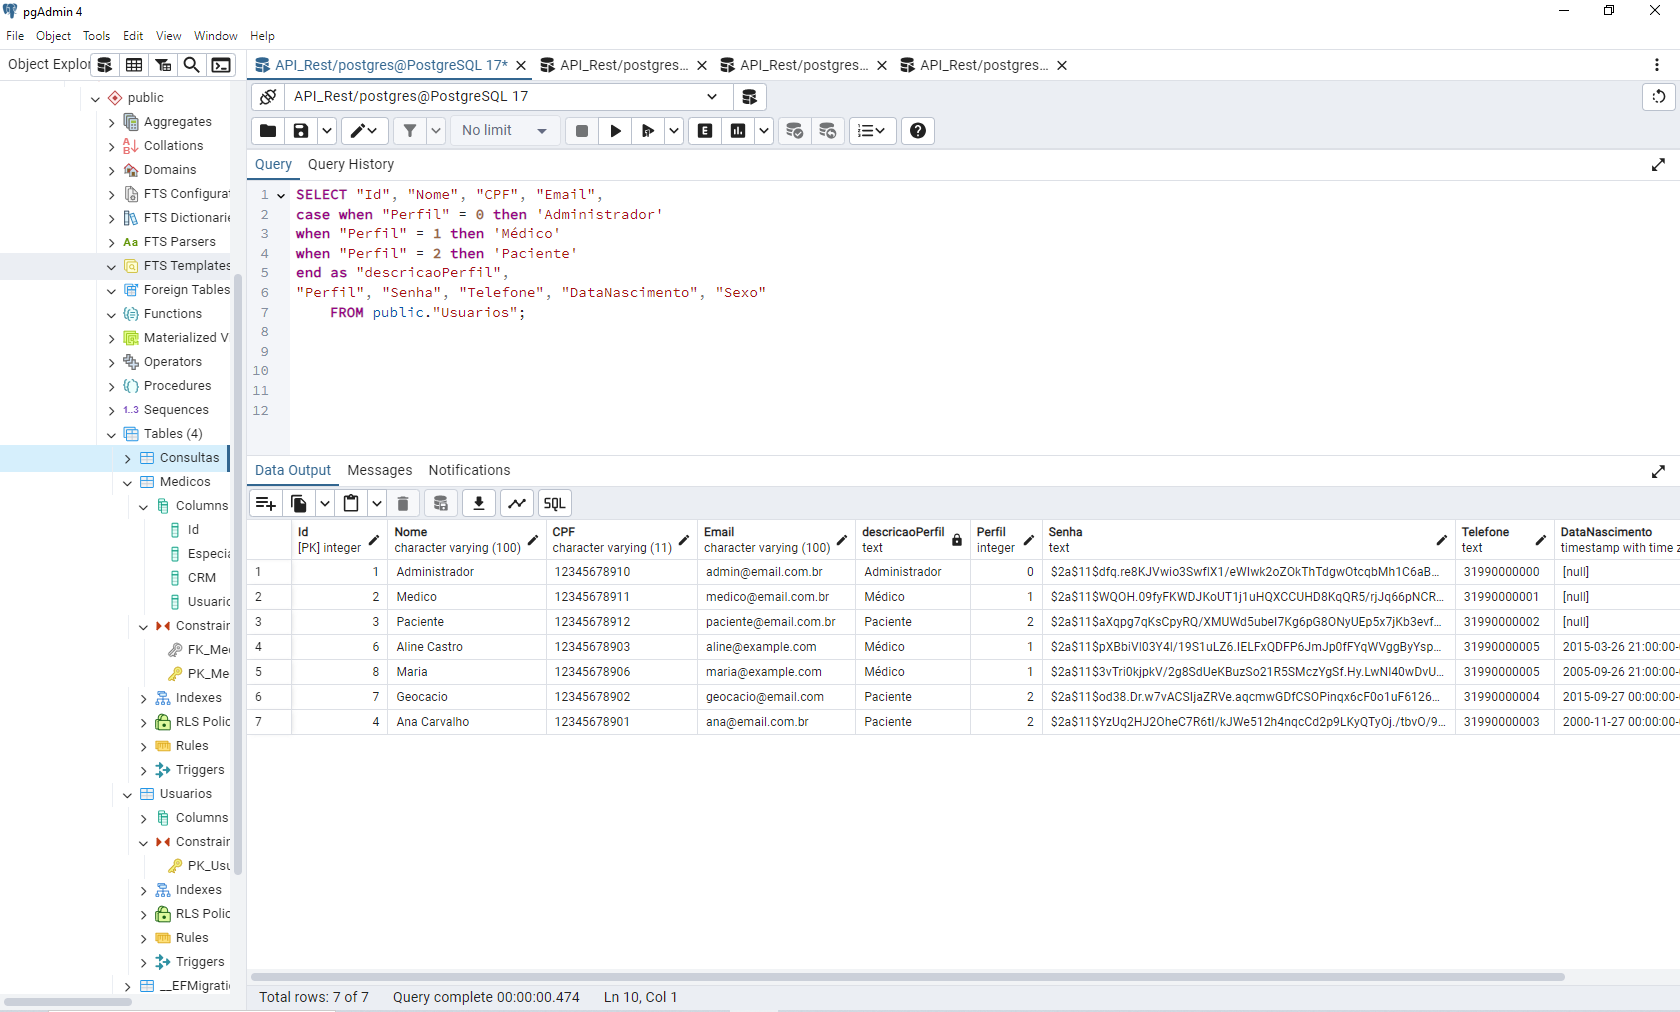 pgAdmin 4
File Object Tools Edit View Window Help
Object Explor
API_Rest/postgres@PostgreSQL 17*
API_Rest/postgres...
API_Rest/postgres...
API_Rest/postgres...
API_Rest/postgres@PostgreSQL 17
No limit
E
Query Query History
1 SELECT "Id", "Nome", "CPF", "Email",
2 case when "Perfil" = 0 then 'Administrador'
3 when "Perfil" = 1 then 'Médico'
4 when "Perfil" = 2 then 'Paciente'
5 end as "descricaoPerfil",
6 "Perfil", "Senha", "Telefone", "DataNascimento", "Sexo"
7 FROM public."Usuarios";
8
9
10
11
12
public
Aggregates
Collations
Domains
FTS Configurat
FTS Dictionarie
Aa FTS Parsers
FTS Templates
Foreign Tables
Functions
Materialized V
Operators
Procedures
1..3 Sequences
Tables (4)
Consultas
Medicos
Columns
Id
Especia
CRM
Usuario
Constrair
FK_Med
PK_Me
Indexes
RLS Polic
Rules
Triggers
Usuarios
Columns
Constrair
PK_Usu
Indexes
RLS Polic
Rules
Triggers
__EFMigrati
Data Output Messages Notifications
SQL
Id Nome CPF Email descricaoPerfil Perfil Senha Telefone DataNascimento
[PK] integer character varying (100) character varying (11) character varying (100) text integer text text timestamp with time z
1 1 Administrador 12345678910 admin@email.com.br Administrador 0 $2a$11$dfq.re8KJVwio3SwflX1/eWIwk2oZOkThTdgwOtcqbMh1C6aB... 31990000000 [null]
2 2 Medico 12345678911 medico@email.com.br Médico 1 $2a$11$WQOH.09fyFKWDJKoUT1j1uHQXCCUHD8KqQR5/rjJq66pNCR... 31990000001 [null]
3 3 Paciente 12345678912 paciente@email.com.br Paciente 2 $2a$11$aXqpg7qKsCpyRQ/XMUWd5ubeI7Kg6pG8ONyUEp5x7jKb3evf... 31990000002 [null]
4 6 Aline Castro 12345678903 aline@example.com Médico 1 $2a$11$pXBbiVl03Y4l/19S1uLZ6.IELFxQDFP6JmJp0fFYqWVggByYsp... 31990000005 2015-03-26 21:00:00-
5 8 Maria 12345678906 maria@example.com Médico 1 $2a$11$3vTri0kjpkV/2g8SdUeKBuzSo21R5SMczYgSf.Hy.LwNl40wDvU... 31990000005 2005-09-26 21:00:00-
6 7 Geocacio 12345678902 geocacio@email.com Paciente 2 $2a$11$od38.Dr.w7vACSIjaZRVe.aqcmwGDfCSOPinqx6cF0o1uF6126... 31990000004 2015-09-27 00:00:00-
7 4 Ana Carvalho 12345678901 ana@email.com.br Paciente 2 $2a$11$YzUq2HJ2OheC7R6tI/kJWe512h4nqcCd2p9LKyQTyOj./tbvO/9... 31990000003 2000-11-27 00:00:00-
Total rows: 7 of 7 Query complete 00:00:00.474 Ln 10, Col 1